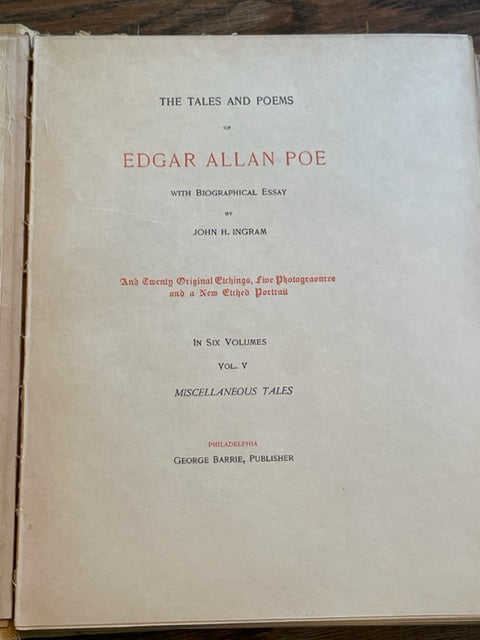 THE TALES AND POEMS
OF
EDGAR ALLAN POE
WITH BIOGRAPHICAL ESSAY
BY
JOHN H. INGRAM
And Twenty Original Etchings, Five Photogravures
and a New Etched Portrait
IN SIX VOLUMES
VOL. V
MISCELLANEOUS TALES
PHILADELPHIA
GEORGE BARRIE, PUBLISHER